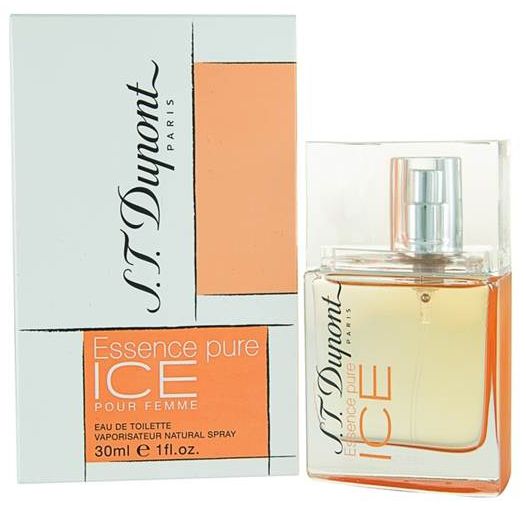 S.T. Dupont
PARIS
Essence pure
ICE
POUR FEMME
EAU DE TOILETTE
VAPORISATEUR NATURAL SPRAY
30ml e 1fl.oz.
S.T. Dupont
PARIS
Essence pure
ICE